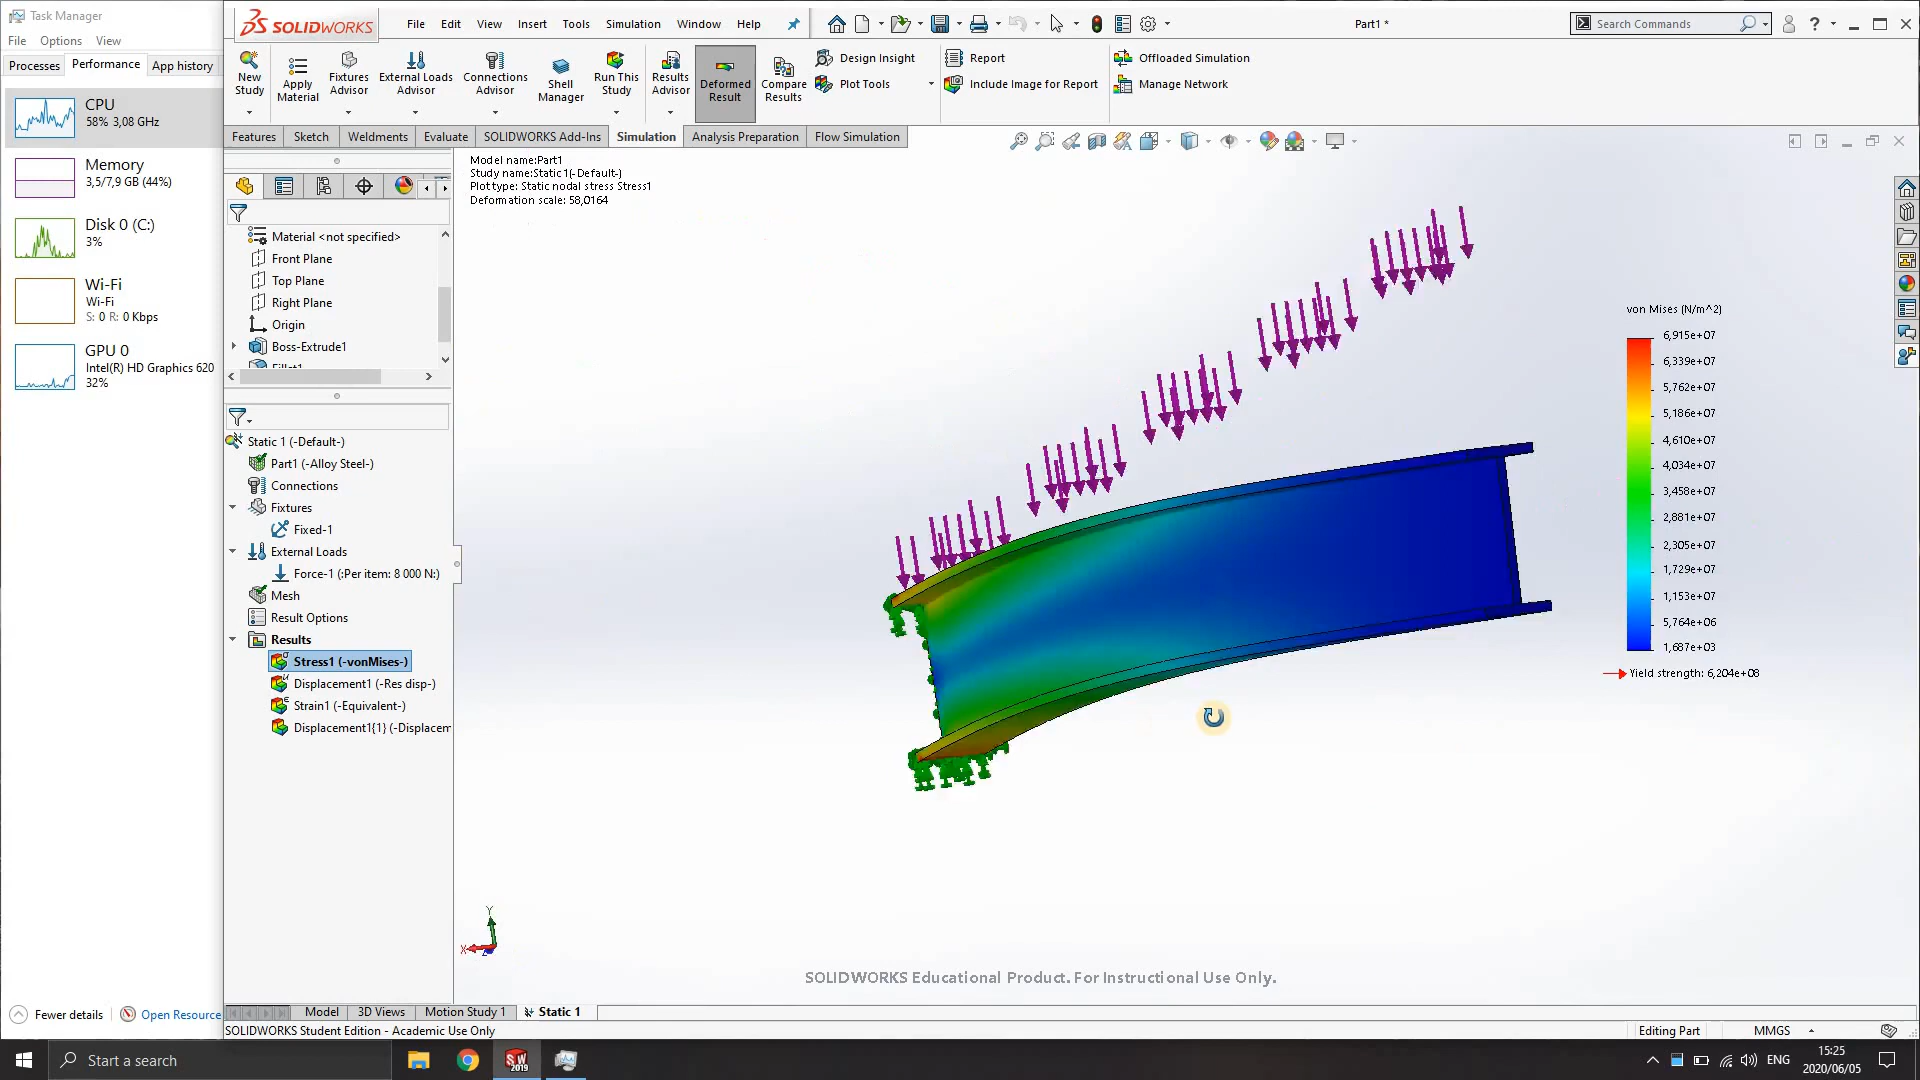 Task Manager
File Options View
Processes Performance App history
CPU
58% 3,08 GHz
Memory
3,5/7,9 GB (44%)
Disk 0 (C:)
3%
Wi-Fi
Wi-Fi
S: 0 R: 0 Kbps
GPU 0
Intel(R) HD Graphics 620
32%
Fewer details
Open Resource
SOLIDWORKS
File Edit View Insert Tools Simulation Window Help
Part1 *
Search Commands
New Study
Apply Material
Fixtures Advisor
External Loads Advisor
Connections Advisor
Shell Manager
Run This Study
Results Advisor
Deformed Result
Compare Results
Design Insight
Plot Tools
Report
Include Image for Report
Offloaded Simulation
Manage Network
Features Sketch Weldments Evaluate SOLIDWORKS Add-Ins Simulation Analysis Preparation Flow Simulation
Material <not specified>
Front Plane
Top Plane
Right Plane
Origin
Boss-Extrude1
Static 1 (-Default-)
Part1 (-Alloy Steel-)
Connections
Fixtures
Fixed-1
External Loads
Force-1 (:Per item: 8 000 N:)
Mesh
Result Options
Results
Stress1 (-vonMises-)
Displacement1 (-Res disp-)
Strain1 (-Equivalent-)
Displacement1{1} (-Displacem
Model name:Part1
Study name:Static 1(-Default-)
Plot type: Static nodal stress Stress1
Deformation scale: 58,0164
von Mises (N/m^2)
6,915e+07
6,339e+07
5,762e+07
5,186e+07
4,610e+07
4,034e+07
3,458e+07
2,881e+07
2,305e+07
1,729e+07
1,153e+07
5,764e+06
1,687e+03
Yield strength: 6,204e+08
Y
X
Z
SOLIDWORKS Educational Product. For Instructional Use Only.
Model 3D Views Motion Study 1 Static 1
SOLIDWORKS Student Edition - Academic Use Only
Editing Part
MMGS
Start a search
SW
2019
ENG
15:25
2020/06/05